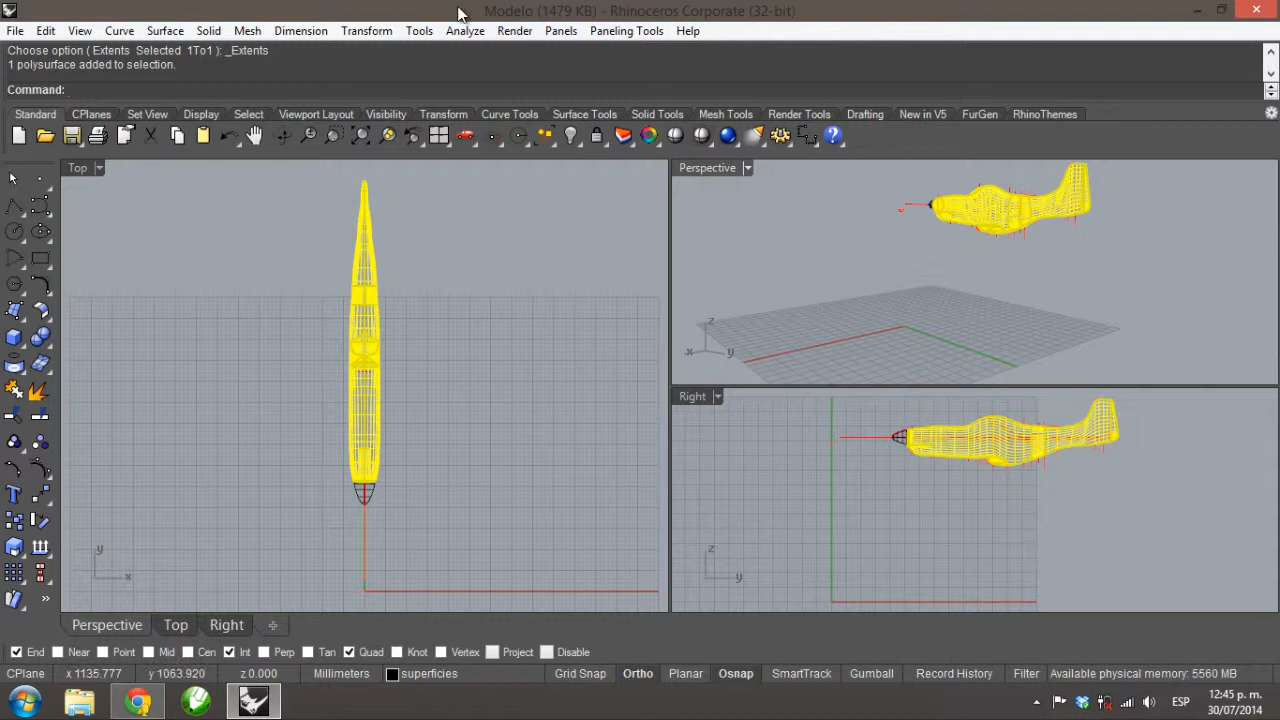 Modelo (1479 KB) - Rhinoceros Corporate (32-bit)
File Edit View Curve Surface Solid Mesh Dimension Transform Tools Analyze Render Panels Paneling Tools Help
Choose option ( Extents Selected 1To1 ): _Extents
1 polysurface added to selection.
Command:
Standard CPlanes Set View Display Select Viewport Layout Visibility Transform Curve Tools Surface Tools Solid Tools Mesh Tools Render Tools Drafting New in V5 FurGen RhinoThemes
Top
y
x
Perspective
z
x y
Right
z
y
Perspective Top Right
End Near Point Mid Cen Int Perp Tan Quad Knot Vertex Project Disable
CPlane x 1135.777 y 1063.920 z 0.000 Millimeters superficies Grid Snap Ortho Planar Osnap SmartTrack Gumball Record History Filter Available physical memory: 5560 MB
ESP
12:45 p. m.
30/07/2014